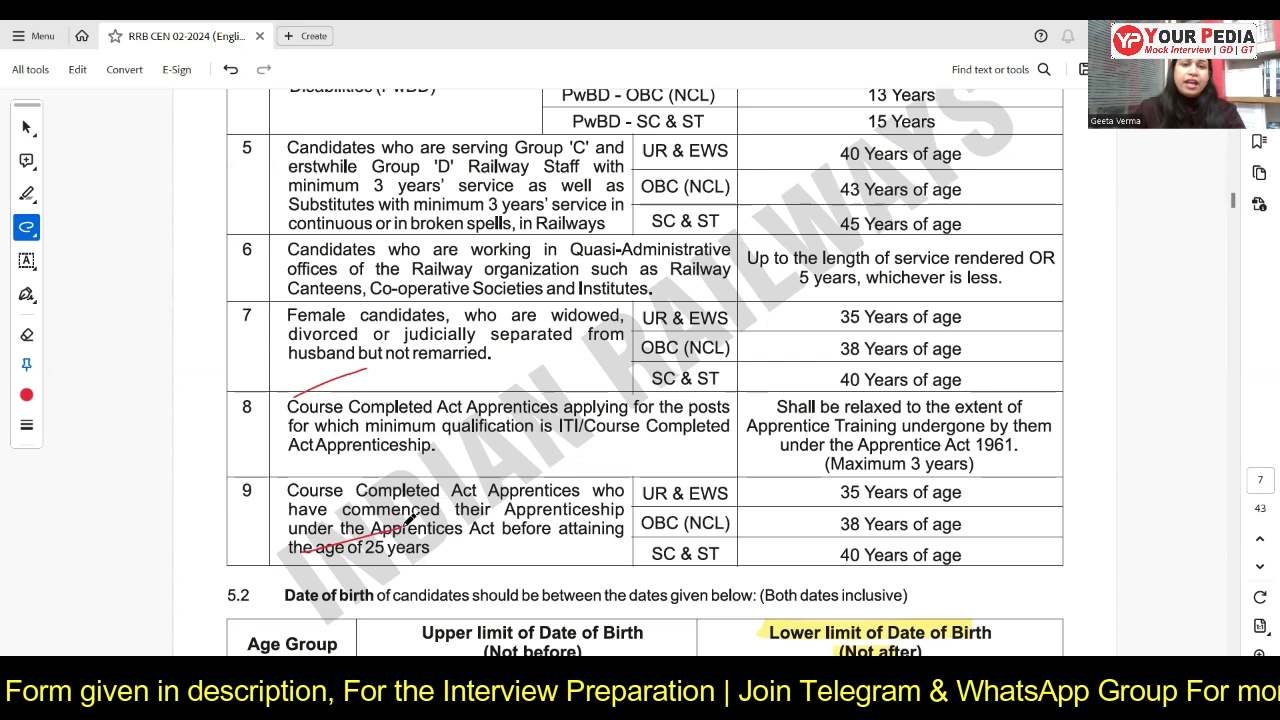 Menu
RRB CEN 02-2024 (Engli...
Create
YP YOUR PEDIA
Mock Interview | GD | GT
All tools
Edit
Convert
E-Sign
Find text or tools
Geeta Verma
Disabilities (PwBD)
PwBD - OBC (NCL)
13 Years
PwBD - SC & ST
15 Years
5
Candidates who are serving Group 'C' and
erstwhile Group 'D' Railway Staff with
minimum 3 years' service as well as
Substitutes with minimum 3 years' service in
continuous or in broken spells, in Railways
UR & EWS
40 Years of age
OBC (NCL)
43 Years of age
SC & ST
45 Years of age
6
Candidates who are working in Quasi-Administrative
offices of the Railway organization such as Railway
Canteens, Co-operative Societies and Institutes.
Up to the length of service rendered OR
5 years, whichever is less.
7
Female candidates, who are widowed,
divorced or judicially separated from
husband but not remarried.
UR & EWS
35 Years of age
OBC (NCL)
38 Years of age
SC & ST
40 Years of age
8
Course Completed Act Apprentices applying for the posts
for which minimum qualification is ITI/Course Completed
Act Apprenticeship.
Shall be relaxed to the extent of
Apprentice Training undergone by them
under the Apprentice Act 1961.
(Maximum 3 years)
9
Course Completed Act Apprentices who
have commenced their Apprenticeship
under the Apprentices Act before attaining
the age of 25 years
UR & EWS
35 Years of age
OBC (NCL)
38 Years of age
SC & ST
40 Years of age
INDIAN RAILWAYS
7
43
5.2 Date of birth of candidates should be between the dates given below: (Both dates inclusive)
Age Group
Upper limit of Date of Birth
(Not before)
Lower limit of Date of Birth
(Not after)
Form given in description, For the Interview Preparation | Join Telegram & WhatsApp Group For mo